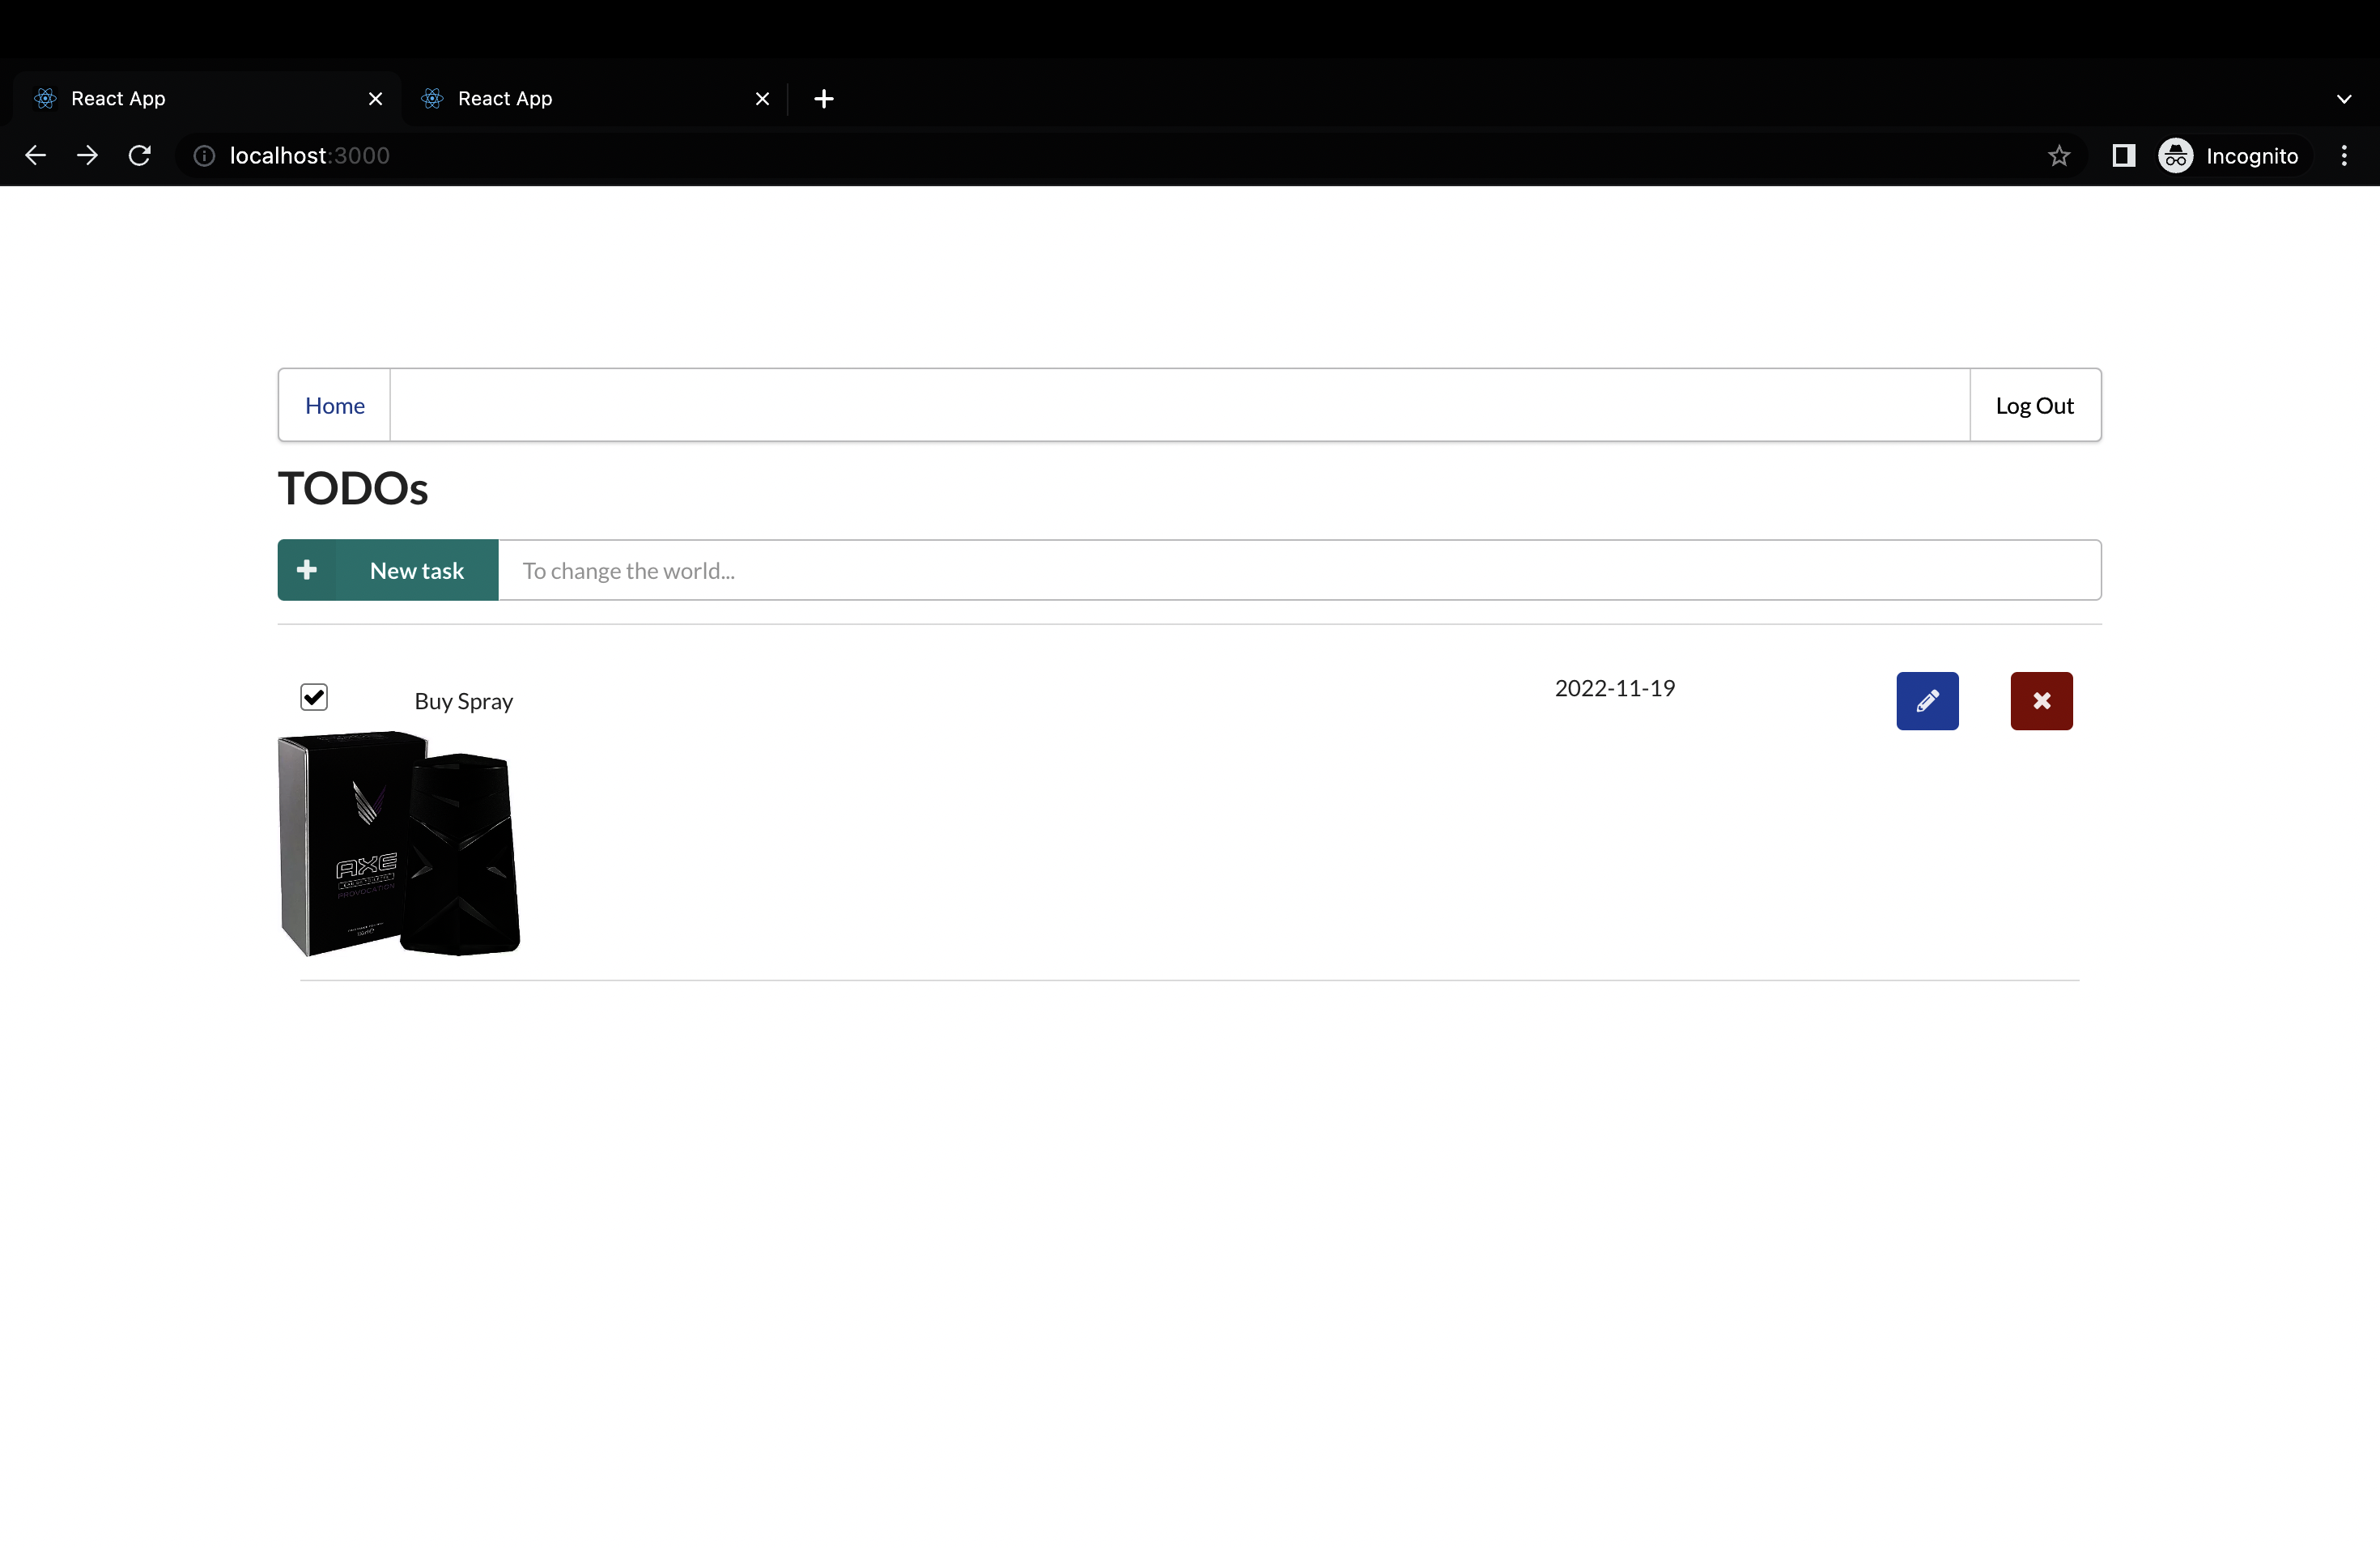 React App
React App
localhost:3000
Incognito
Home
Log Out
TODOs
New task
To change the world...
Buy Spray
2022-11-19
AXE
PROVOCATION